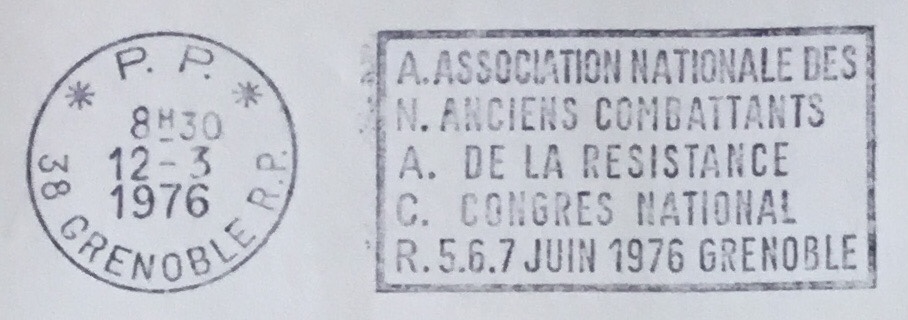 P. P.
8H30
12-3
1976
38 GRENOBLE R.P.
A. ASSOCIATION NATIONALE DES
N. ANCIENS COMBATTANTS
A. DE LA RESISTANCE
C. CONGRES NATIONAL
R. 5.6.7 JUIN 1976 GRENOBLE